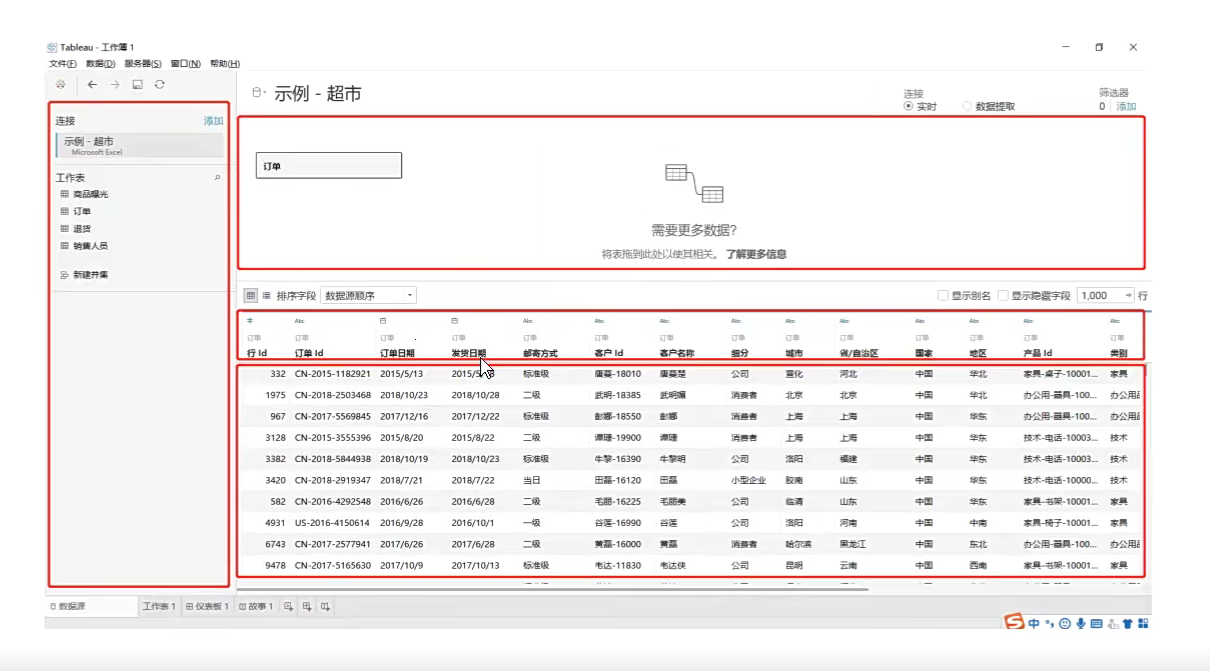 Tableau - 工作簿 1
文件(F) 数据(D) 服务器(S) 窗口(N) 帮助(H)
示例 - 超市
连接
实时 数据提取
筛选器
0 添加
连接 添加
示例 - 超市
Microsoft Excel
工作表
商品曝光
订单
退货
销售人员
新建并集
订单
需要更多数据?
将表拖到此处以使其相关。 了解更多信息
排序字段 数据源顺序 显示别名 显示隐藏字段 1,000 行
Abc Abc Abc Abc Abc Abc Abc Abc Abc Abc Abc
订单 订单 订单 订单 订单 订单 订单 订单 订单 订单 订单 订单 订单 订单
行 Id 订单 Id 订单日期 发货日期 邮寄方式 客户 Id 客户名称 细分 城市 省/自治区 国家 地区 产品 Id 类别
332 CN-2015-1182921 2015/5/13 2015/5/ 标准级 唐蔓-18010 唐蔓楚 公司 宣化 河北 中国 华北 家具-桌子-10001... 家具
1975 CN-2018-2503468 2018/10/23 2018/10/28 二级 武明-18385 武明媚 消费者 北京 北京 中国 华北 办公用-器具-100... 办公用品
967 CN-2017-5569845 2017/12/16 2017/12/22 标准级 彭娜-18550 彭娜 消费者 上海 上海 中国 华东 办公用-器具-100... 办公用品
3128 CN-2015-3555396 2015/8/20 2015/8/22 二级 谭珊-19900 谭珊 消费者 上海 上海 中国 华东 技术-电话-10003... 技术
3382 CN-2018-5844938 2018/10/19 2018/10/23 标准级 牛黎-16390 牛黎明 公司 洛阳 福建 中国 华东 技术-电话-10003... 技术
3420 CN-2018-2919347 2018/7/21 2018/7/22 当日 田磊-16120 田磊 小型企业 胶南 山东 中国 华东 技术-电话-10000... 技术
582 CN-2016-4292548 2016/6/26 2016/6/28 二级 毛丽-16225 毛丽美 公司 临清 山东 中国 华东 家具-书架-10001... 家具
4931 US-2016-4150614 2016/9/28 2016/10/1 一级 谷莲-16990 谷莲 公司 洛阳 河南 中国 中南 家具-椅子-10001... 家具
6743 CN-2017-2577941 2017/6/26 2017/6/28 二级 黄磊-16000 黄磊 消费者 哈尔滨 黑龙江 中国 东北 办公用-器具-100... 办公用品
9478 CN-2017-5165630 2017/10/9 2017/10/13 标准级 韦达-11830 韦达侠 公司 昆明 云南 中国 西南 家具-书架-10001... 家具
数据源 工作表 1 仪表板 1 故事 1
中